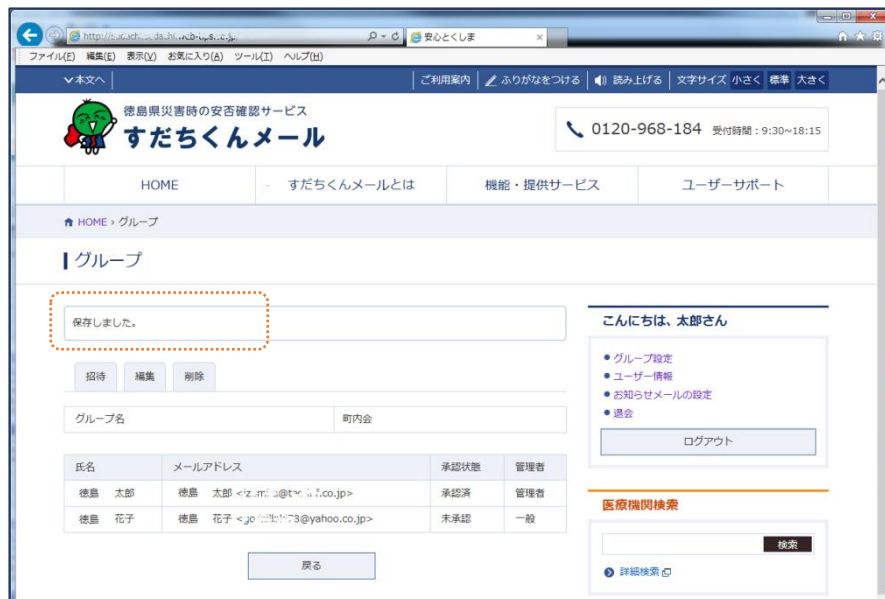 安心とくしま
ファイル(F) 編集(E) 表示(V) お気に入り(A) ツール(T) ヘルプ(H)
本文へ ご利用案内 ふりがなをつける 読み上げる 文字サイズ 小さく 標準 大きく
徳島県災害時の安否確認サービス
すだちくんメール
0120-968-184 受付時間:9:30~18:15
HOME すだちくんメールとは 機能・提供サービス ユーザーサポート
HOME › グループ
グループ
保存しました。
招待 編集 削除
グループ名 町内会
氏名 メールアドレス 承認状態 管理者
徳島 太郎 徳島 太郎 承認済 管理者
徳島 花子 徳島 花子 未承認 一般
戻る
こんにちは、太郎さん
グループ設定
ユーザー情報
お知らせメールの設定
退会
ログアウト
医療機関検索
検索
詳細検索